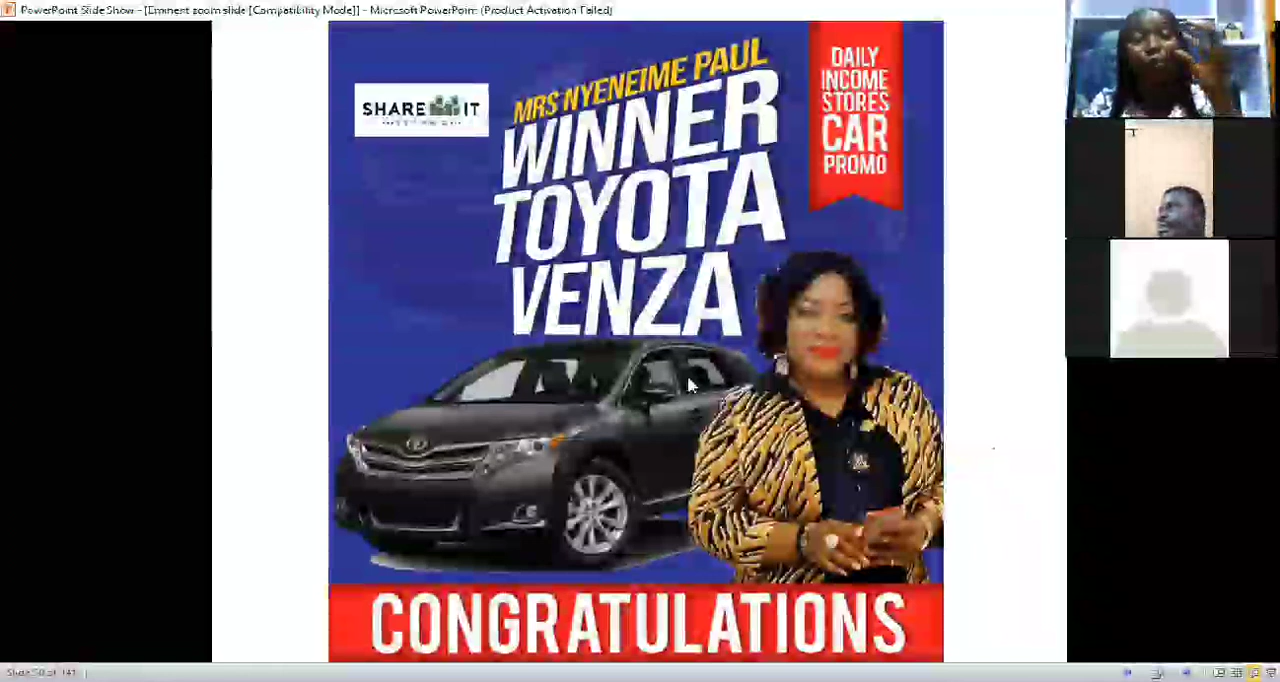 PowerPoint Slide Show - [Eminent zoom slide [Compatibility Mode]] - Microsoft PowerPoint (Product Activation Failed)
SHARE IT
MRS NYENEIME PAUL
WINNER
TOYOTA
VENZA
DAILY
INCOME
STORES
CAR
PROMO
CONGRATULATIONS